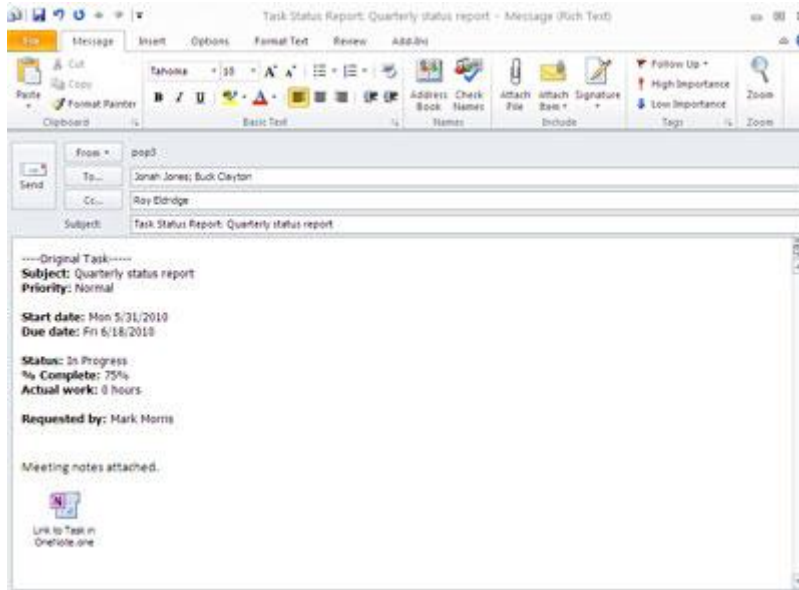 Task Status Report: Quarterly status report - Message (Rich Text)
File Message Insert Options Format Text Review Add-Ins
Paste
Cut
Copy
Format Painter
Clipboard
Tahoma 10 A A
B I U A
Basic Text
Address Book
Check Names
Names
Attach File
Attach Item
Signature
Include
Follow Up
High Importance
Low Importance
Tags
Zoom
Zoom
Send
From pop3
To... Jonah Jones; Buck Clayton
Cc... Roy Eldridge
Subject: Task Status Report: Quarterly status report
----Original Task-----
Subject: Quarterly status report
Priority: Normal
Start date: Mon 5/31/2010
Due date: Fri 6/18/2010
Status: In Progress
% Complete: 75%
Actual work: 0 hours
Requested by: Mark Morris
Meeting notes attached.
Link to Task in
OneNote.one